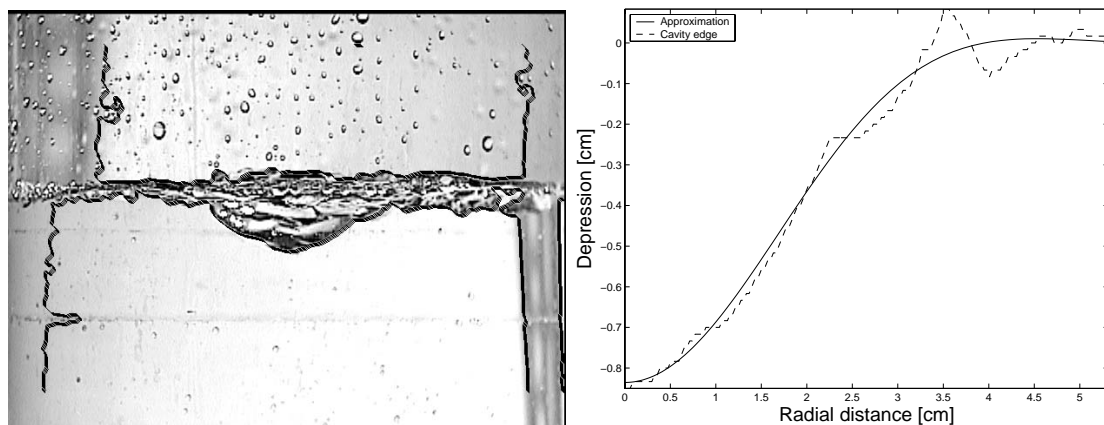 Approximation
Cavity edge
0
−0.1
−0.2
−0.3
−0.4
−0.5
−0.6
−0.7
−0.8
Depression [cm]
0 0.5 1 1.5 2 2.5 3 3.5 4 4.5 5
Radial distance [cm]